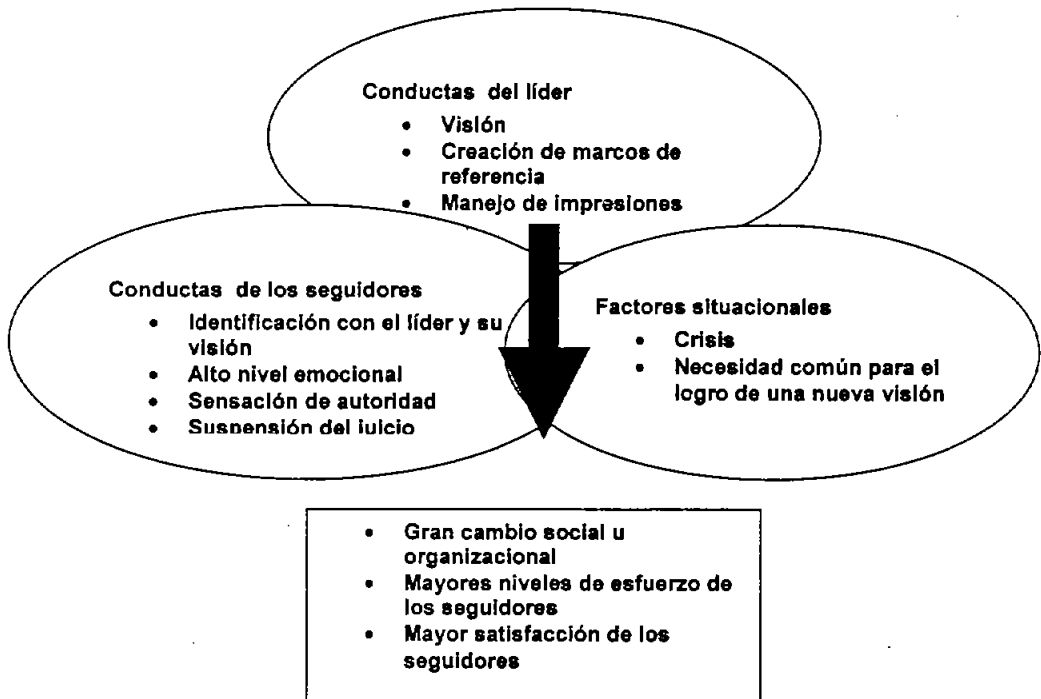 Conductas del líder
• Visión
• Creación de marcos de
referencia
• Manejo de impresiones
Conductas de los seguidores
• Identificación con el líder y su
visión
• Alto nivel emocional
• Sensación de autoridad
• Suspensión del juicio
Factores situacionales
• Crisis
• Necesidad común para el
logro de una nueva visión
• Gran cambio social u
organizacional
• Mayores niveles de esfuerzo de
los seguidores
• Mayor satisfacción de los
seguidores